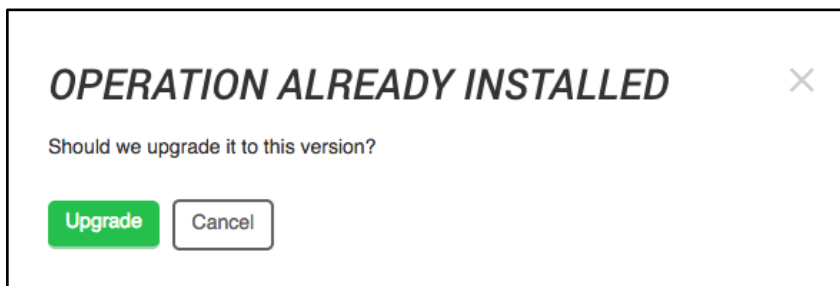 OPERATION ALREADY INSTALLED
Should we upgrade it to this version?
Upgrade Cancel